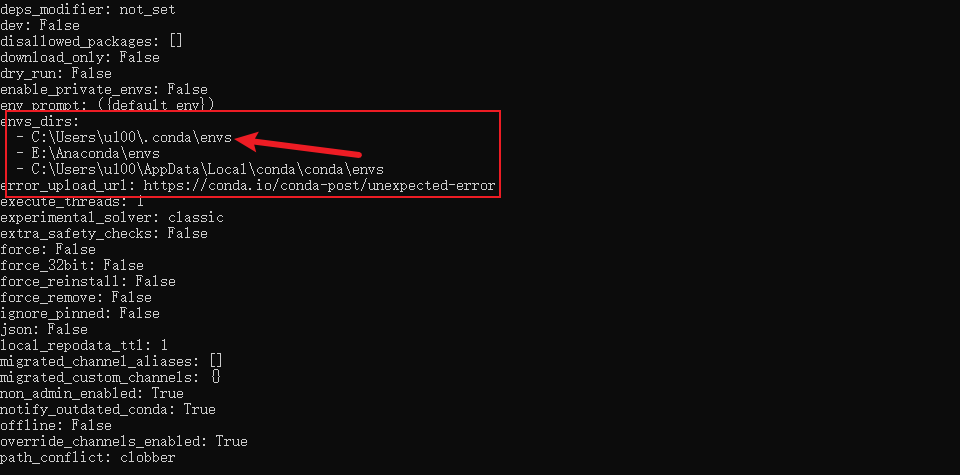 deps_modifier: not_set
dev: False
disallowed_packages: []
download_only: False
dry_run: False
enable_private_envs: False
env_prompt: ({default_env})
envs_dirs:
  - C:\Users\u100\.conda\envs
  - E:\Anaconda\envs
  - C:\Users\u100\AppData\Local\conda\conda\envs
error_upload_url: https://conda.io/conda-post/unexpected-error
execute_threads: 1
experimental_solver: classic
extra_safety_checks: False
force: False
force_32bit: False
force_reinstall: False
force_remove: False
ignore_pinned: False
json: False
local_repodata_ttl: 1
migrated_channel_aliases: []
migrated_custom_channels: {}
non_admin_enabled: True
notify_outdated_conda: True
offline: False
override_channels_enabled: True
path_conflict: clobber